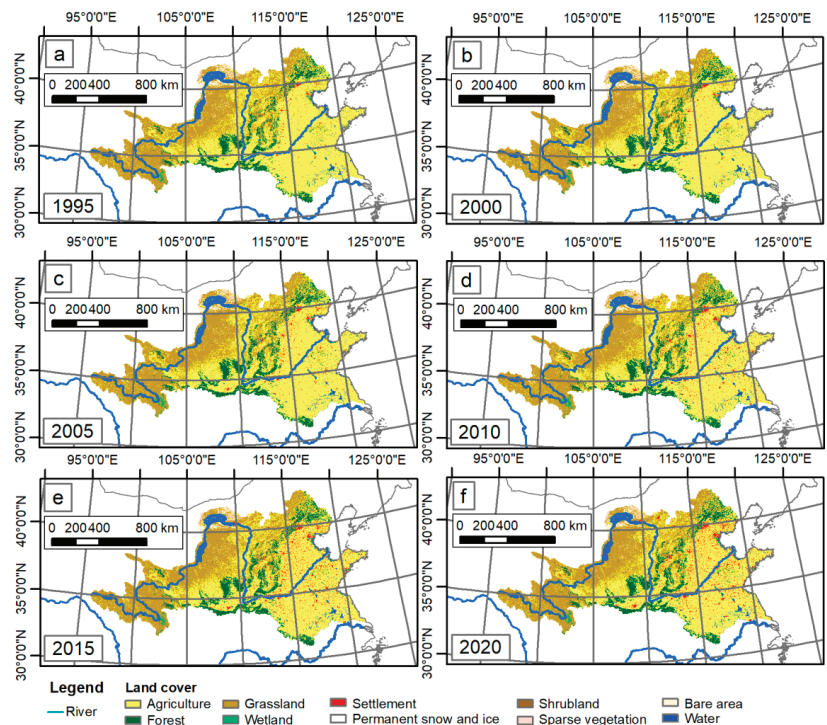 95°0'0"E 105°0'0"E 115°0'0"E 125°0'0"E 95°0'0"E 105°0'0"E 115°0'0"E 125°0'0"E
a
0 200400 800 km
40°0'0"N
35°0'0"N
30°0'0"N
1995
b
0 200400 800 km
40°0'0"N
35°0'0"N
30°0'0"N
2000
95°0'0"E 105°0'0"E 115°0'0"E 125°0'0"E 95°0'0"E 105°0'0"E 115°0'0"E 125°0'0"E
c
0 200400 800 km
40°0'0"N
35°0'0"N
30°0'0"N
2005
d
0 200400 800 km
40°0'0"N
35°0'0"N
30°0'0"N
2010
95°0'0"E 105°0'0"E 115°0'0"E 125°0'0"E 95°0'0"E 105°0'0"E 115°0'0"E 125°0'0"E
e
0 200400 800 km
40°0'0"N
35°0'0"N
30°0'0"N
2015
f
0 200400 800 km
40°0'0"N
35°0'0"N
30°0'0"N
2020
Legend Land cover
River Agriculture Grassland Settlement Shrubland Bare area
Forest Wetland Permanent snow and ice Sparse vegetation Water